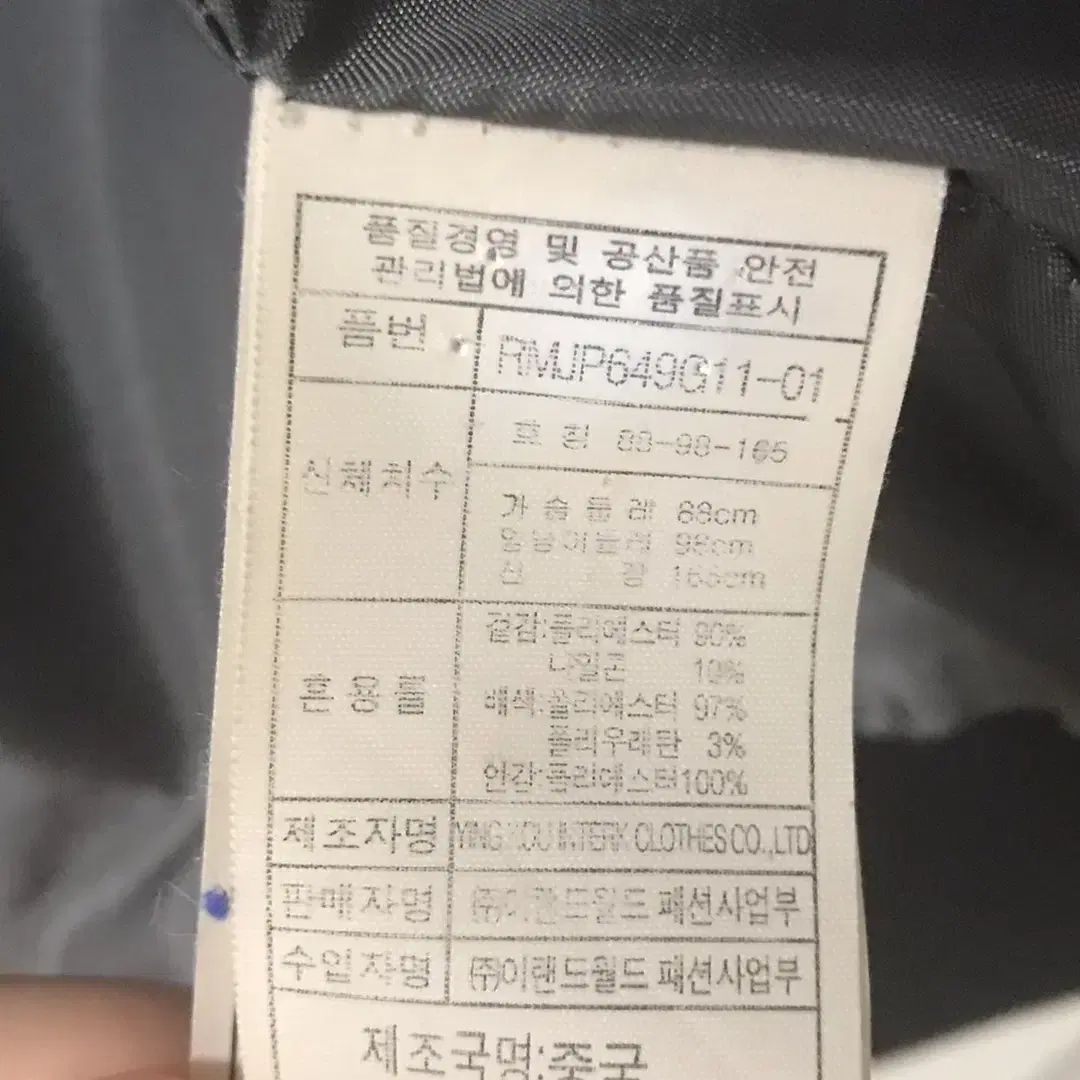 품질경영 및 공산품 안전
관리법에 의한 품질표시
품번 RMJP649G11-01
신체치수 호칭 88-98-165
가슴둘레 88cm
엉덩이둘레 98cm
신장 165cm
혼용률 겉감:폴리에스터 90%
나일론 10%
배색:폴리에스터 97%
폴리우레탄 3%
안감:폴리에스터100%
제조자명 YING KOU INTERK CLOTHES CO.,LTD
판매자명 ㈜이랜드월드 패션사업부
수입자명 ㈜이랜드월드 패션사업부
제조국명:중국